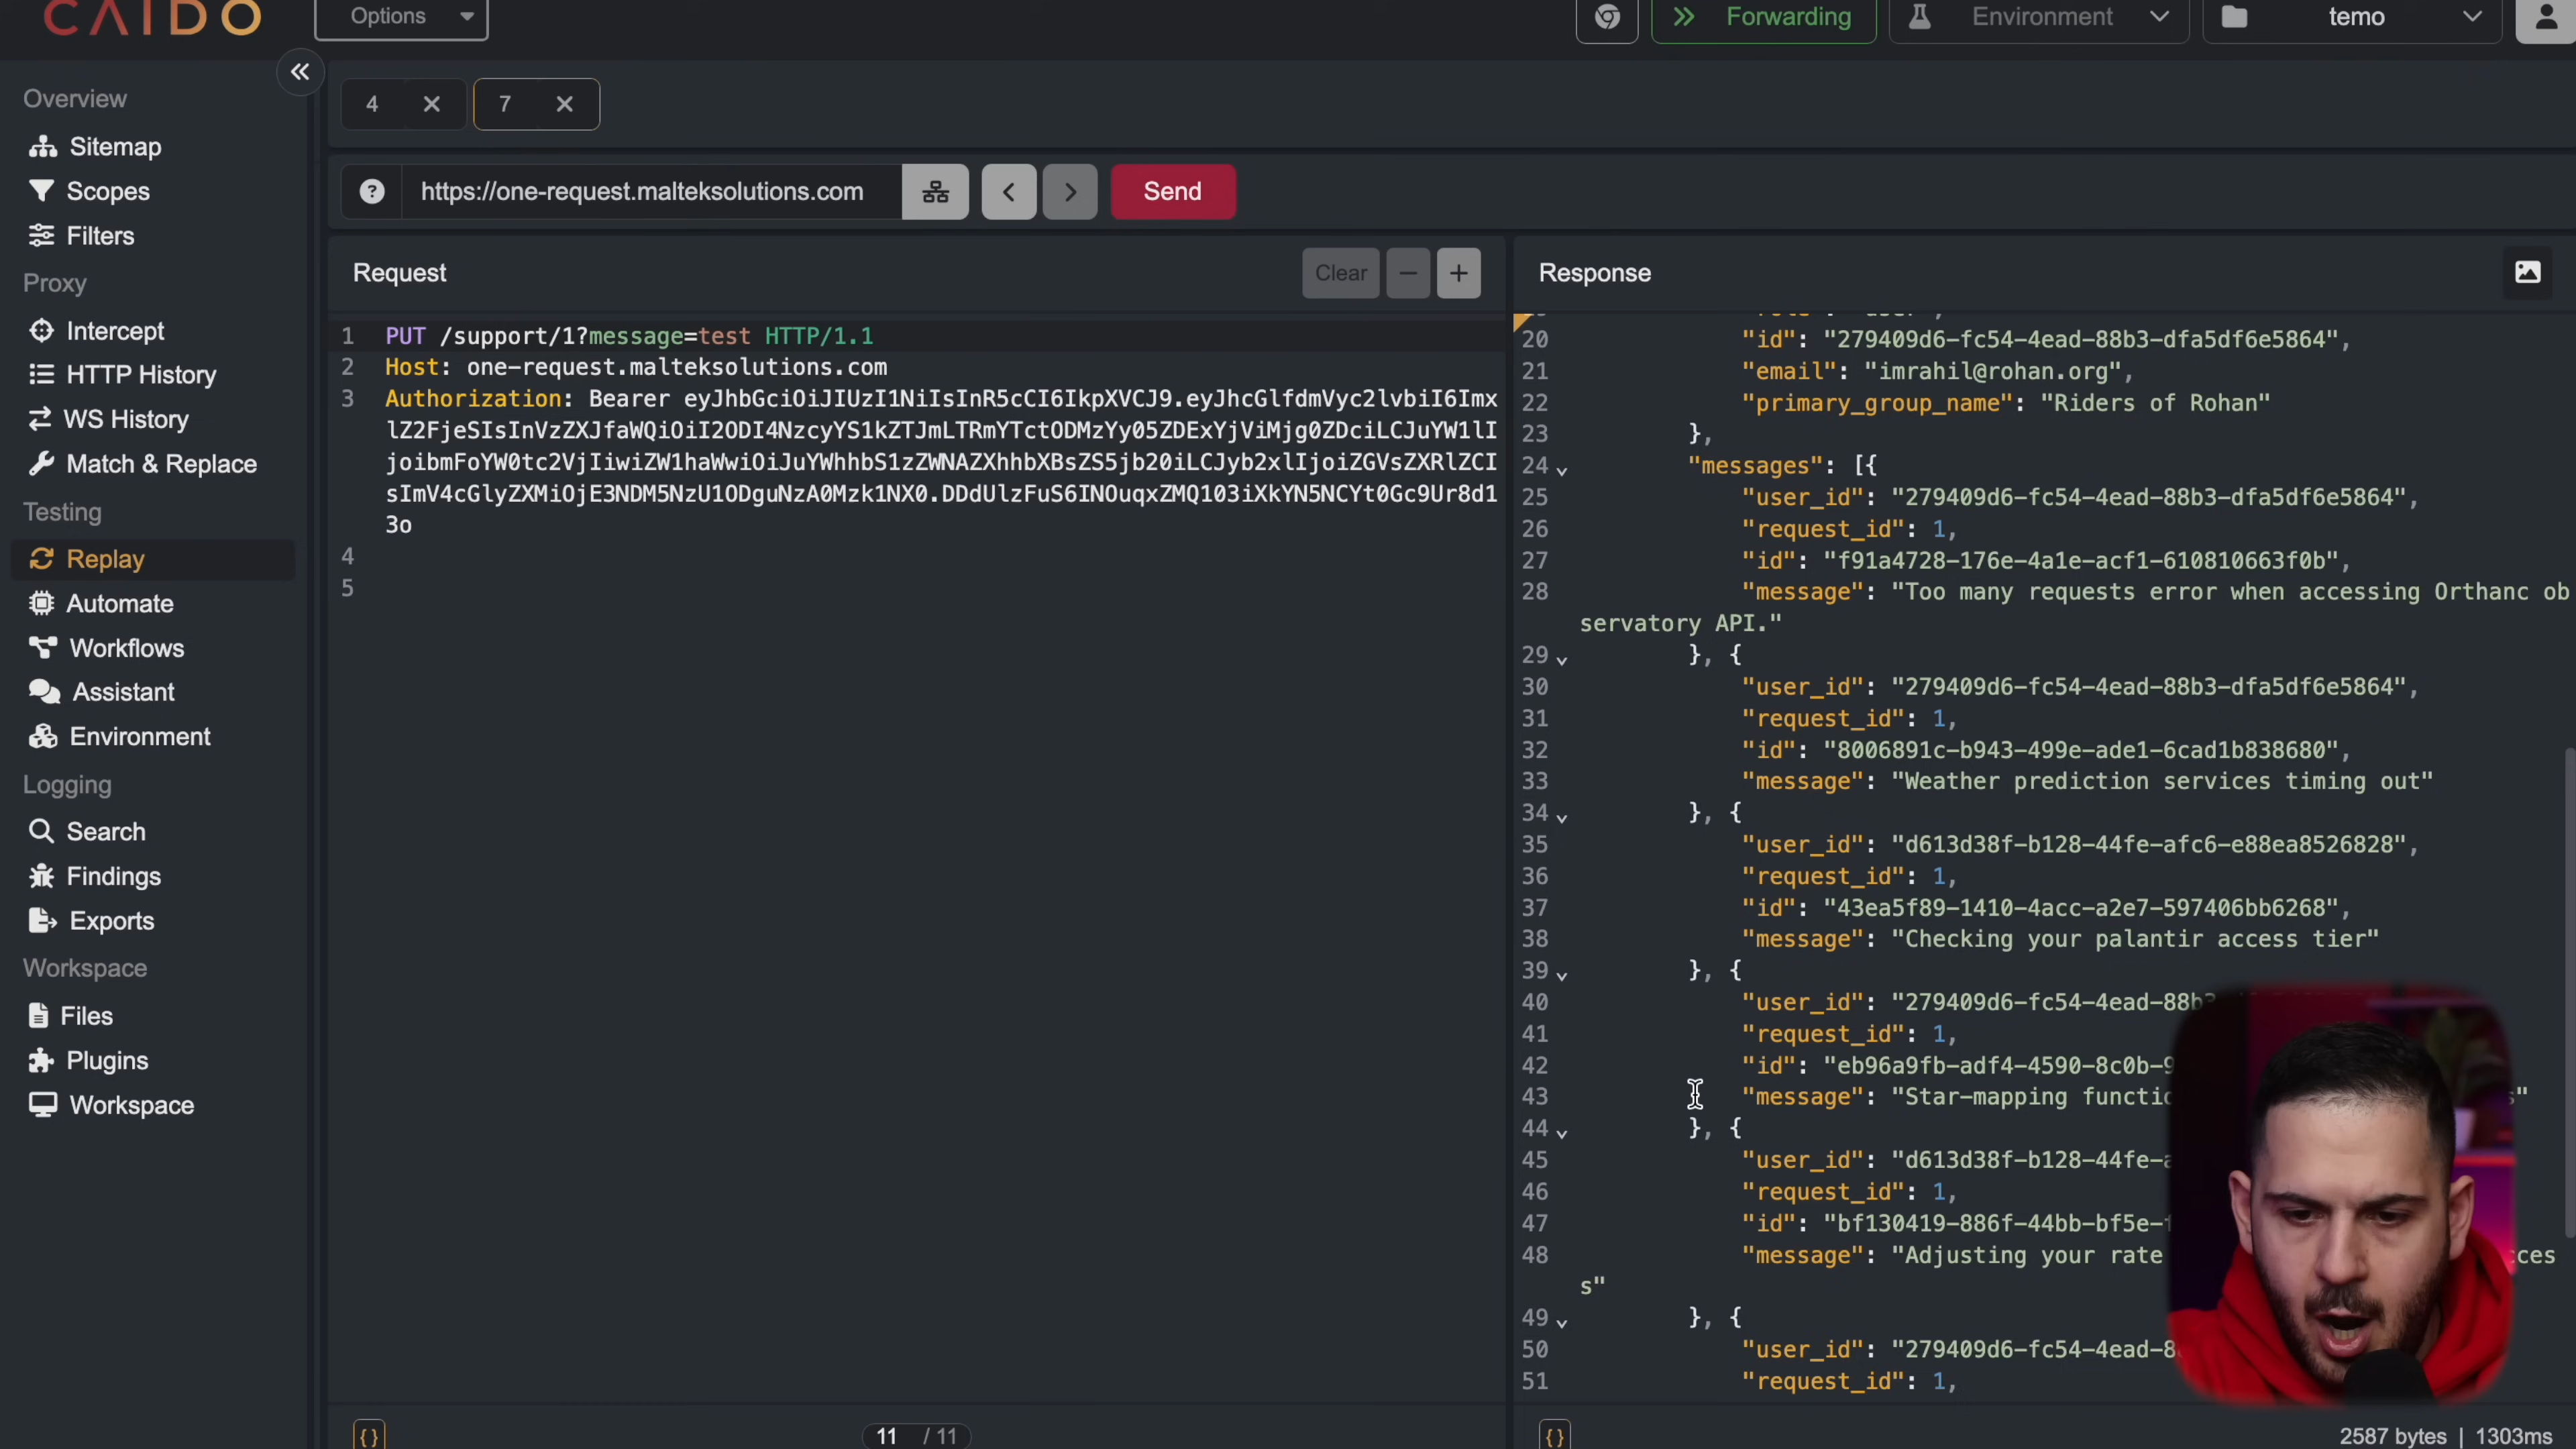 CAIDO
Options
Forwarding
Environment
temo
Overview
Sitemap
Scopes
Filters
Proxy
Intercept
HTTP History
WS History
Match & Replace
Testing
Replay
Automate
Workflows
Assistant
Environment
Logging
Search
Findings
Exports
Workspace
Files
Plugins
Workspace
4
7
https://one-request.malteksolutions.com
Send
Request
Clear
1 PUT /support/1?message=test HTTP/1.1
2 Host: one-request.malteksolutions.com
3 Authorization: Bearer eyJhbGciOiJIUzI1NiIsInR5cCI6IkpXVCJ9.eyJhcGlfdmVyc2lvbiI6Imx
lZ2FjeSIsInVzZXJfaWQiOiI2ODI4NzcyYS1kZTJmLTRmYTctODMzYy05ZDExYjViMjg0ZDciLCJuYW1lI
joibmFoYW0tc2VjIiwiZW1haWwiOiJuYWhhbS1zZWNAZXhhbXBsZS5jb20iLCJyb2xlIjoiZGVsZXRlZCI
sImV4cGlyZXMiOjE3NDM5NzU1ODguNzA0Mzk1NX0.DDdUlzFuS6INOuqxZMQ103iXkYN5NCYt0Gc9Ur8d1
3o
4
5
{}
11 / 11
Response
20 "id": "279409d6-fc54-4ead-88b3-dfa5df6e5864",
21 "email": "imrahil@rohan.org",
22 "primary_group_name": "Riders of Rohan"
23 },
24 "messages": [{
25 "user_id": "279409d6-fc54-4ead-88b3-dfa5df6e5864",
26 "request_id": 1,
27 "id": "f91a4728-176e-4a1e-acf1-610810663f0b",
28 "message": "Too many requests error when accessing Orthanc ob
servatory API."
29 }, {
30 "user_id": "279409d6-fc54-4ead-88b3-dfa5df6e5864",
31 "request_id": 1,
32 "id": "8006891c-b943-499e-ade1-6cad1b838680",
33 "message": "Weather prediction services timing out"
34 }, {
35 "user_id": "d613d38f-b128-44fe-afc6-e88ea8526828",
36 "request_id": 1,
37 "id": "43ea5f89-1410-4acc-a2e7-597406bb6268",
38 "message": "Checking your palantir access tier"
39 }, {
40 "user_id": "279409d6-fc54-4ead-88b3
41 "request_id": 1,
42 "id": "eb96a9fb-adf4-4590-8c0b-9
43 "message": "Star-mapping functio
44 }, {
45 "user_id": "d613d38f-b128-44fe-a
46 "request_id": 1,
47 "id": "bf130419-886f-44bb-bf5e-f
48 "message": "Adjusting your rate cces
s"
49 }, {
50 "user_id": "279409d6-fc54-4ead-8
51 "request_id": 1,
{}
2587 bytes | 1303ms